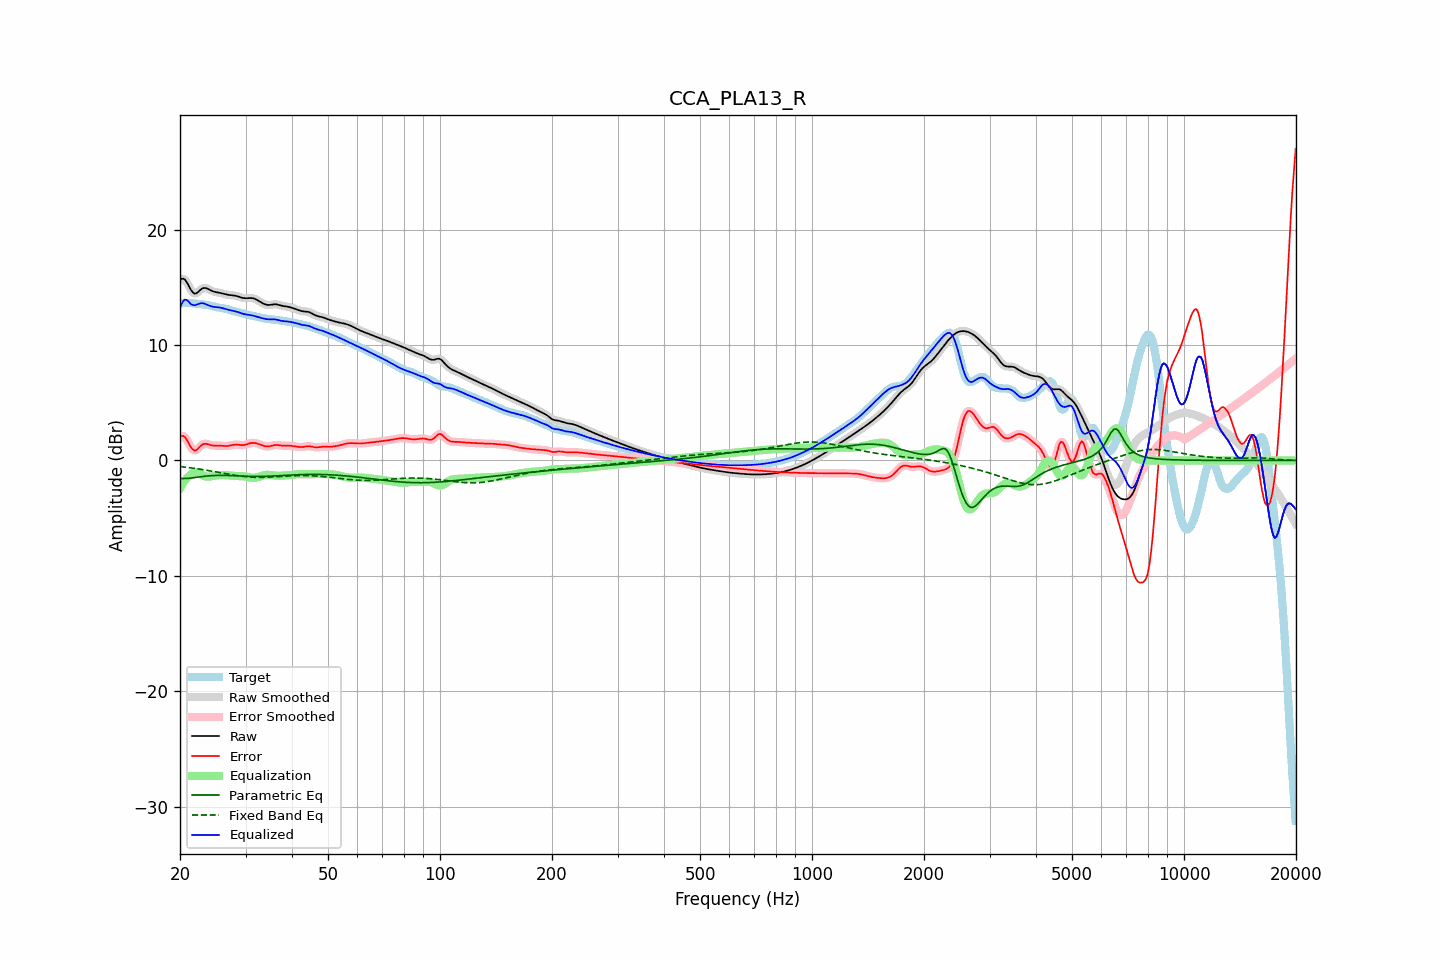 CCA_PLA13_R
Amplitude (dBr)
20
10
0
−10
−20
−30
Target
Raw Smoothed
Error Smoothed
Raw
Error
Equalization
Parametric Eq
Fixed Band Eq
Equalized
20 50 100 200 500 1000 2000 5000 10000 20000
Frequency (Hz)